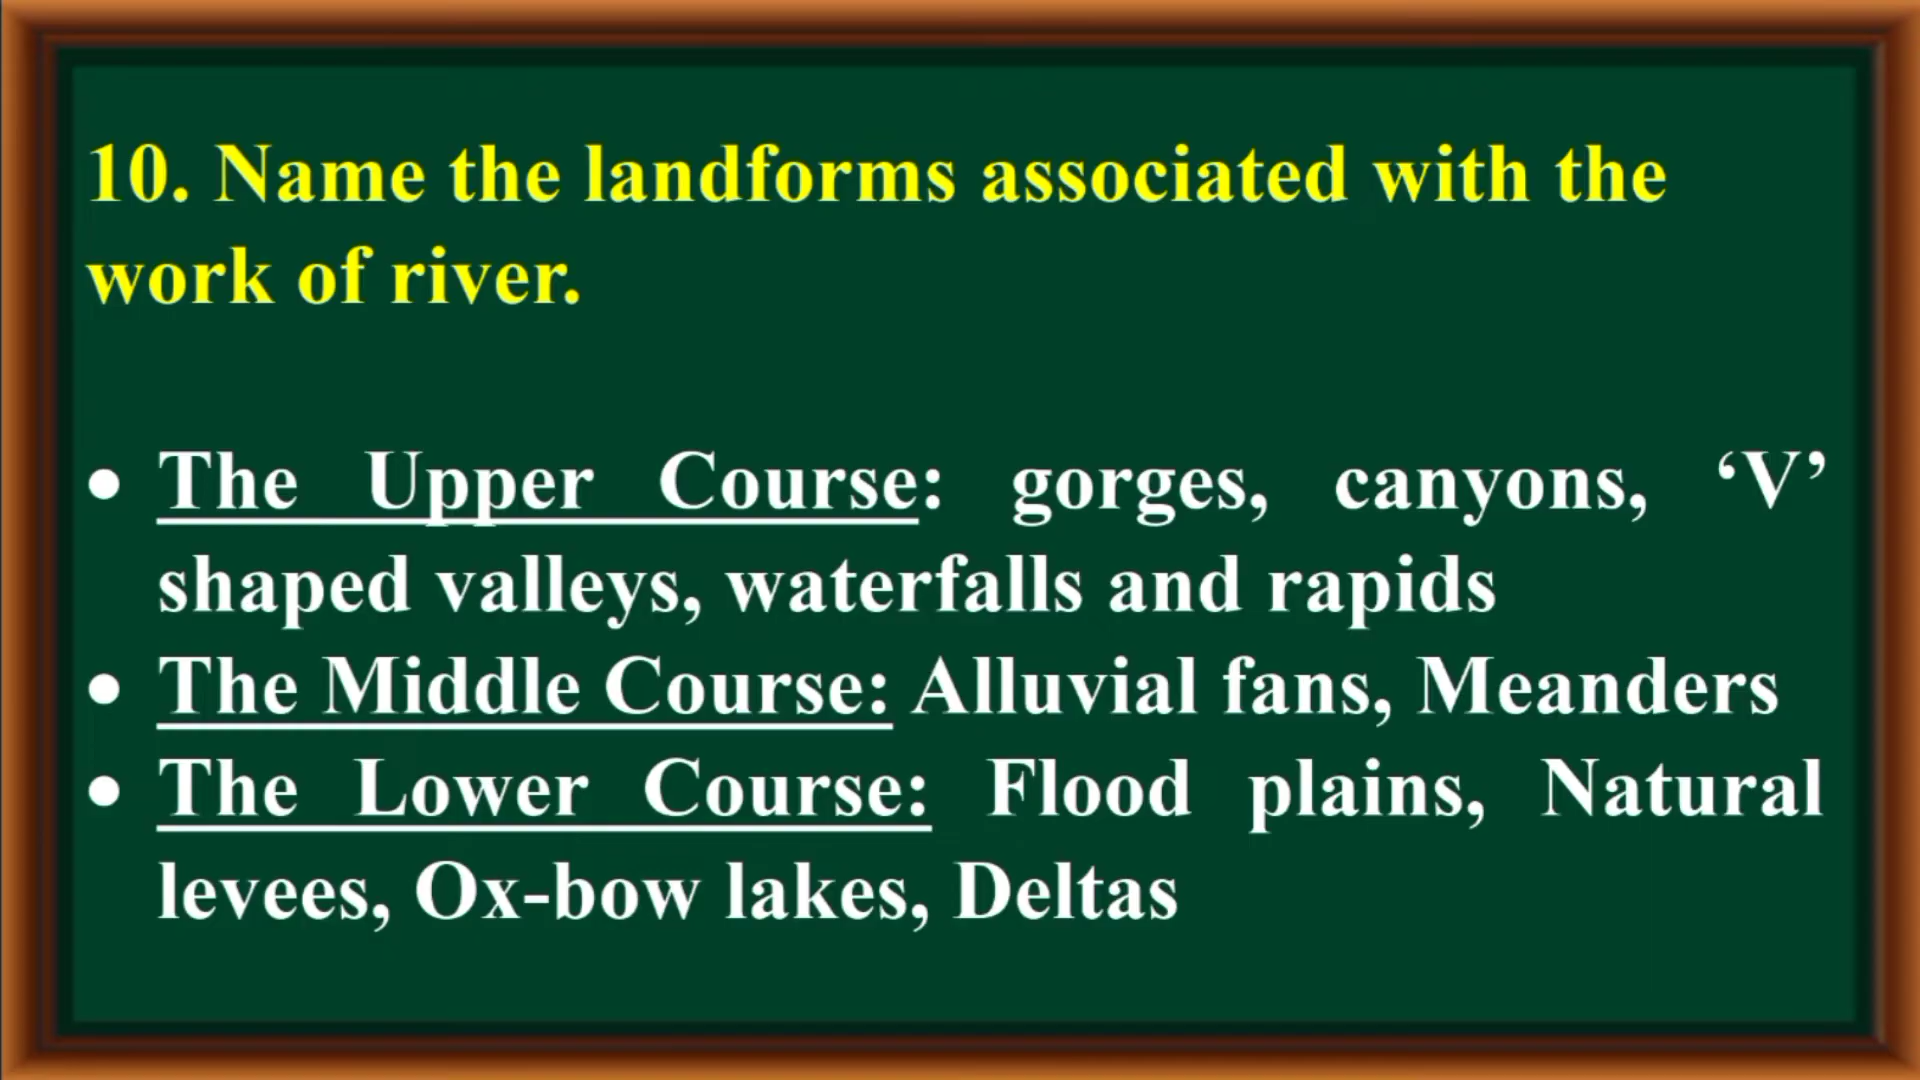 10. Name the landforms associated with the
work of river.
• The Upper Course: gorges, canyons, ‘V’
shaped valleys, waterfalls and rapids
• The Middle Course: Alluvial fans, Meanders
• The Lower Course: Flood plains, Natural
levees, Ox-bow lakes, Deltas